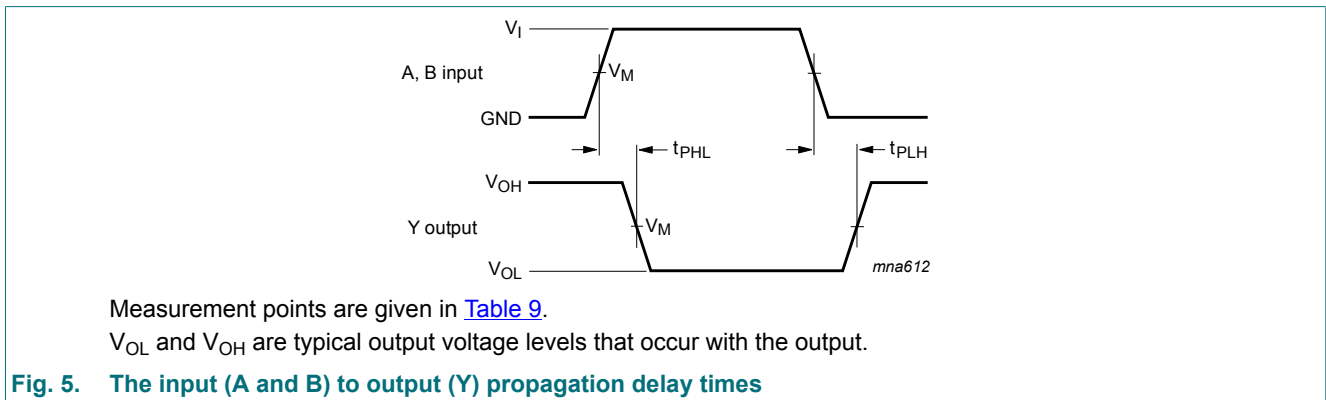 V_I
A, B input
V_M
GND
t_PHL
t_PLH
V_OH
Y output
V_M
V_OL
mna612
Measurement points are given in Table 9.
V_OL and V_OH are typical output voltage levels that occur with the output.
Fig. 5. The input (A and B) to output (Y) propagation delay times